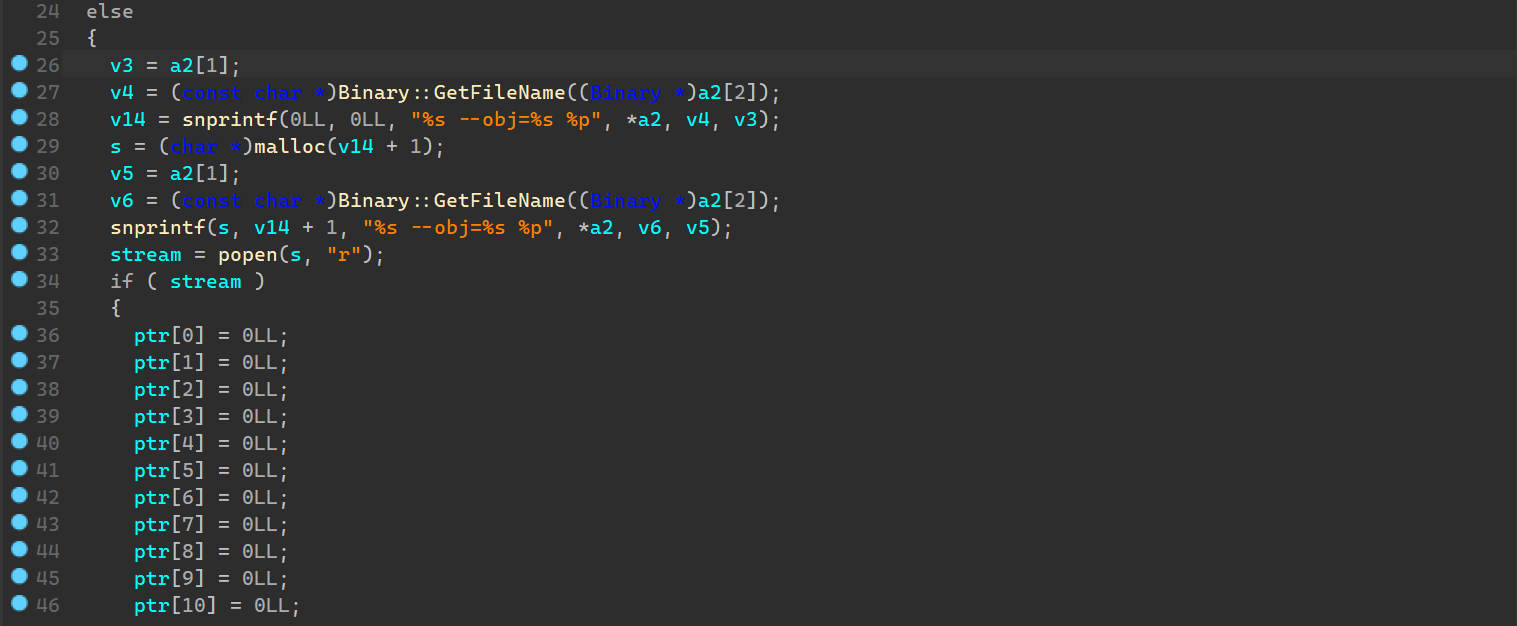 24 else
25 {
26 v3 = a2[1];
27 v4 = (const char *)Binary::GetFileName((Binary *)a2[2]);
28 v14 = snprintf(0LL, 0LL, "%s --obj=%s %p", *a2, v4, v3);
29 s = (char *)malloc(v14 + 1);
30 v5 = a2[1];
31 v6 = (const char *)Binary::GetFileName((Binary *)a2[2]);
32 snprintf(s, v14 + 1, "%s --obj=%s %p", *a2, v6, v5);
33 stream = popen(s, "r");
34 if ( stream )
35 {
36 ptr[0] = 0LL;
37 ptr[1] = 0LL;
38 ptr[2] = 0LL;
39 ptr[3] = 0LL;
40 ptr[4] = 0LL;
41 ptr[5] = 0LL;
42 ptr[6] = 0LL;
43 ptr[7] = 0LL;
44 ptr[8] = 0LL;
45 ptr[9] = 0LL;
46 ptr[10] = 0LL;